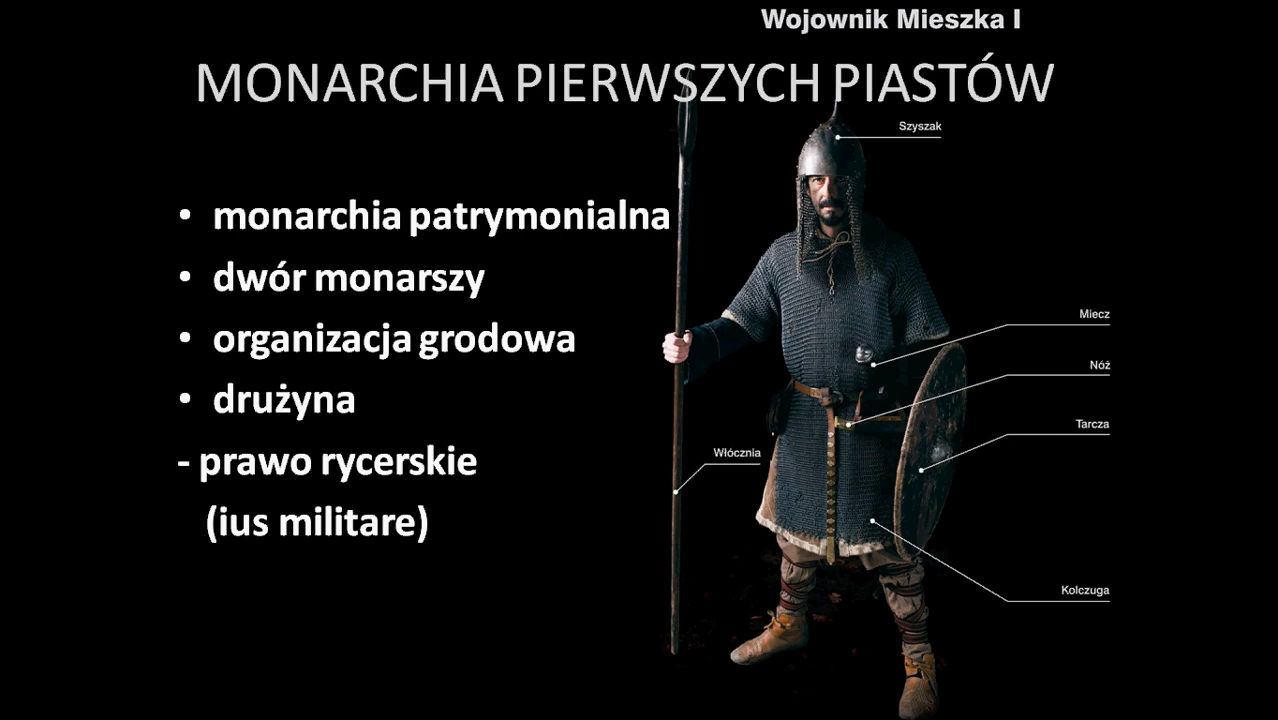 Wojownik Mieszka I
MONARCHIA PIERWSZYCH PIASTÓW
Szyszak
• monarchia patrymonialna
• dwór monarszy
• organizacja grodowa
• drużyna
- prawo rycerskie
(ius militare)
Miecz
Nóż
Tarcza
Włócznia
Kolczuga